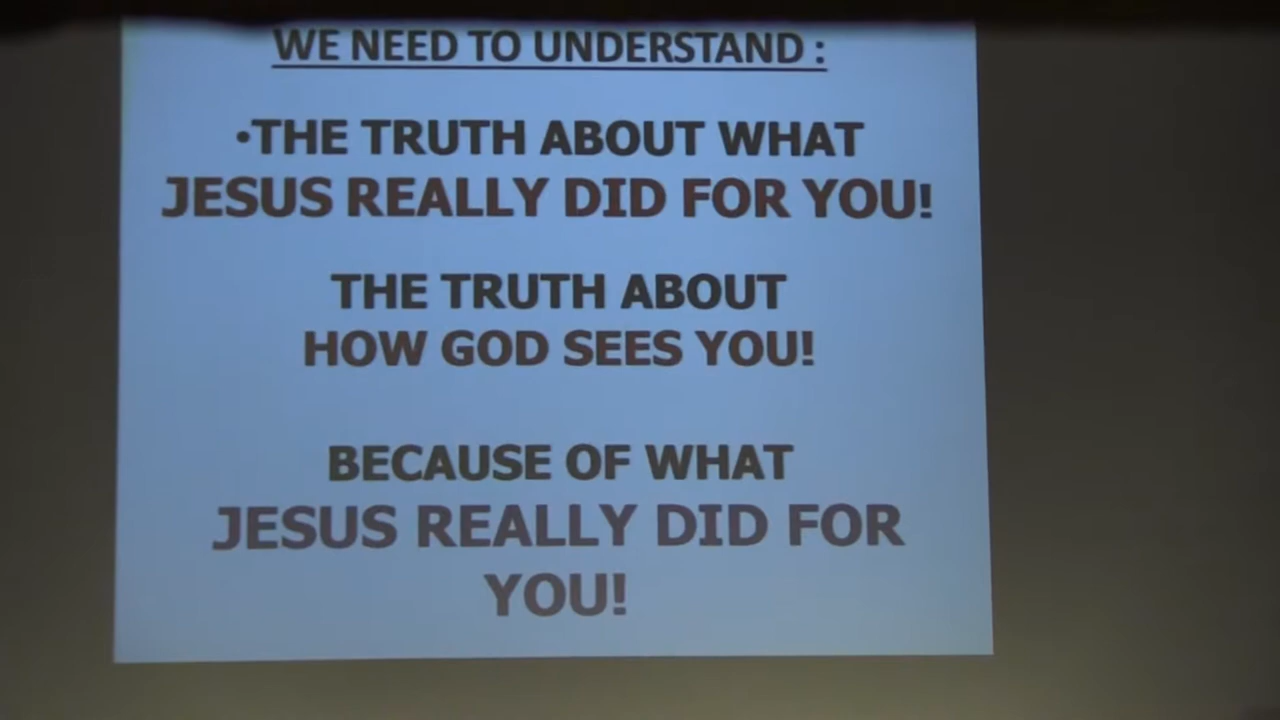 WE NEED TO UNDERSTAND :
•THE TRUTH ABOUT WHAT
JESUS REALLY DID FOR YOU!
THE TRUTH ABOUT
HOW GOD SEES YOU!
BECAUSE OF WHAT
JESUS REALLY DID FOR
YOU!